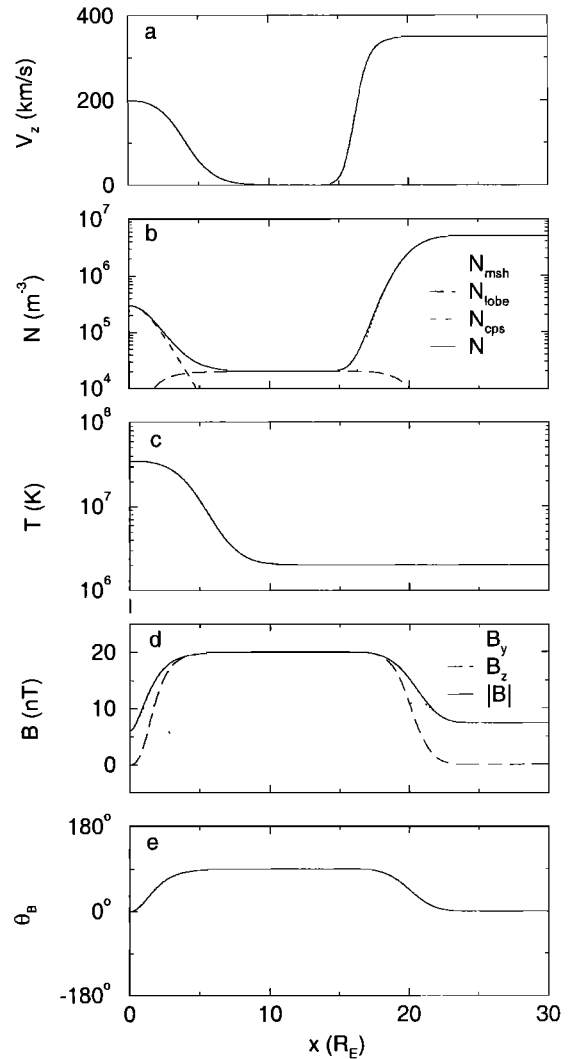 a
400
200
0
V_z (km/s)
b
10^7
10^6
10^5
10^4
N (m^-3)
N_msh
N_lobe
N_cps
N
c
10^8
10^7
10^6
T (K)
d
20
10
0
B (nT)
B_y
B_z
|B|
e
180°
0°
-180°
θ_B
0 10 20 30
x (R_E)